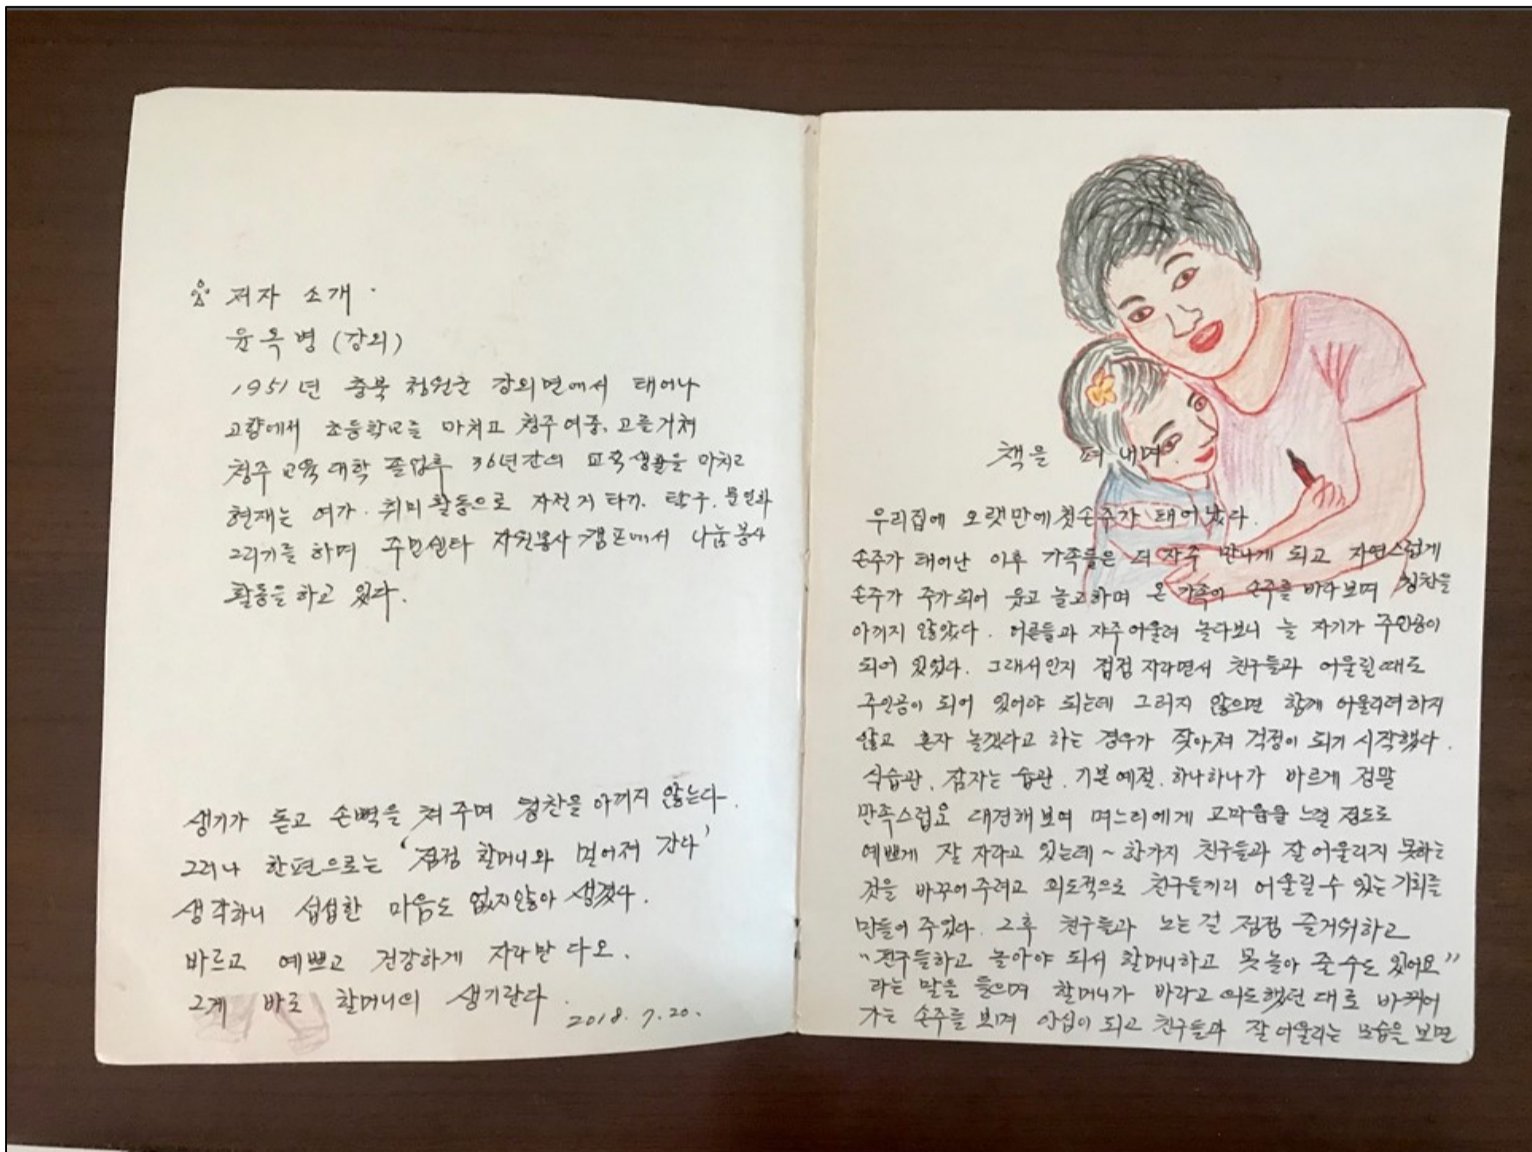 저자 소개.
윤옥병 (강외)
1951년 충북 청원군 강외면에서 태어나
고향에서 초등학교를 마치고 청주여중, 고를 거쳐
청주 교육 대학 졸업후 36년간의 교직생활을 마치고
현재는 여가. 취미 활동으로 자전거 타기. 탁구. 문인화
그리기를 하며 주민센타 자원봉사 캠프에서 나눔봉사
활동을 하고 있다.
생기가 돋고 손뼉을 쳐 주며 칭찬을 아끼지 않는다.
그러나 한편으로는 '점점 할머니와 멀어져 간다'
생각하니 섭섭한 마음도 없지않아 생겼다.
바르고 예쁘고 건강하게 자라만 다오.
그게 바로 할머니의 생기란다.
2018. 7. 20.
책을 펴 내며
우리집에 오랫만에 첫손주가 태어났다.
손주가 태어난 이후 가족들은 더 자주 만나게 되고 자연스럽게
손주가 주가되어 웃고 놀고하며 온 가족이 손주를 바라보며 칭찬을
아끼지 않았다. 어른들과 자주어울려 놀다보니 늘 자기가 주인공이
되어 있었다. 그래서인지 점점 자라면서 친구들과 어울릴때도
주인공이 되어 있어야 되는데 그러지 않으면 함께 어울리려하지
않고 혼자 놀겠다고 하는 경우가 잦아져 걱정이 되기 시작했다.
식습관, 잠자는 습관, 기본예절, 하나하나가 바르게 정말
만족스럽고 대견해 보여 며느리에게 고마움을 느낄 정도로
예쁘게 잘 자라고 있는데~ 한가지 친구들과 잘 어울리지 못하는
것을 바꾸어주려고 의도적으로 친구들끼리 어울릴 수 있는 기회를
만들어 주었다. 그후 친구들과 노는 걸 점점 즐거워하고
"친구들하고 놀아야 되서 할머니하고 못놀아 줄수도 있어요"
라는 말을 들으며 할머니가 바라고 의도했던 대로 바뀌어
가는 손주를 보며 안심이 되고 친구들과 잘 어울리는 모습을 보면